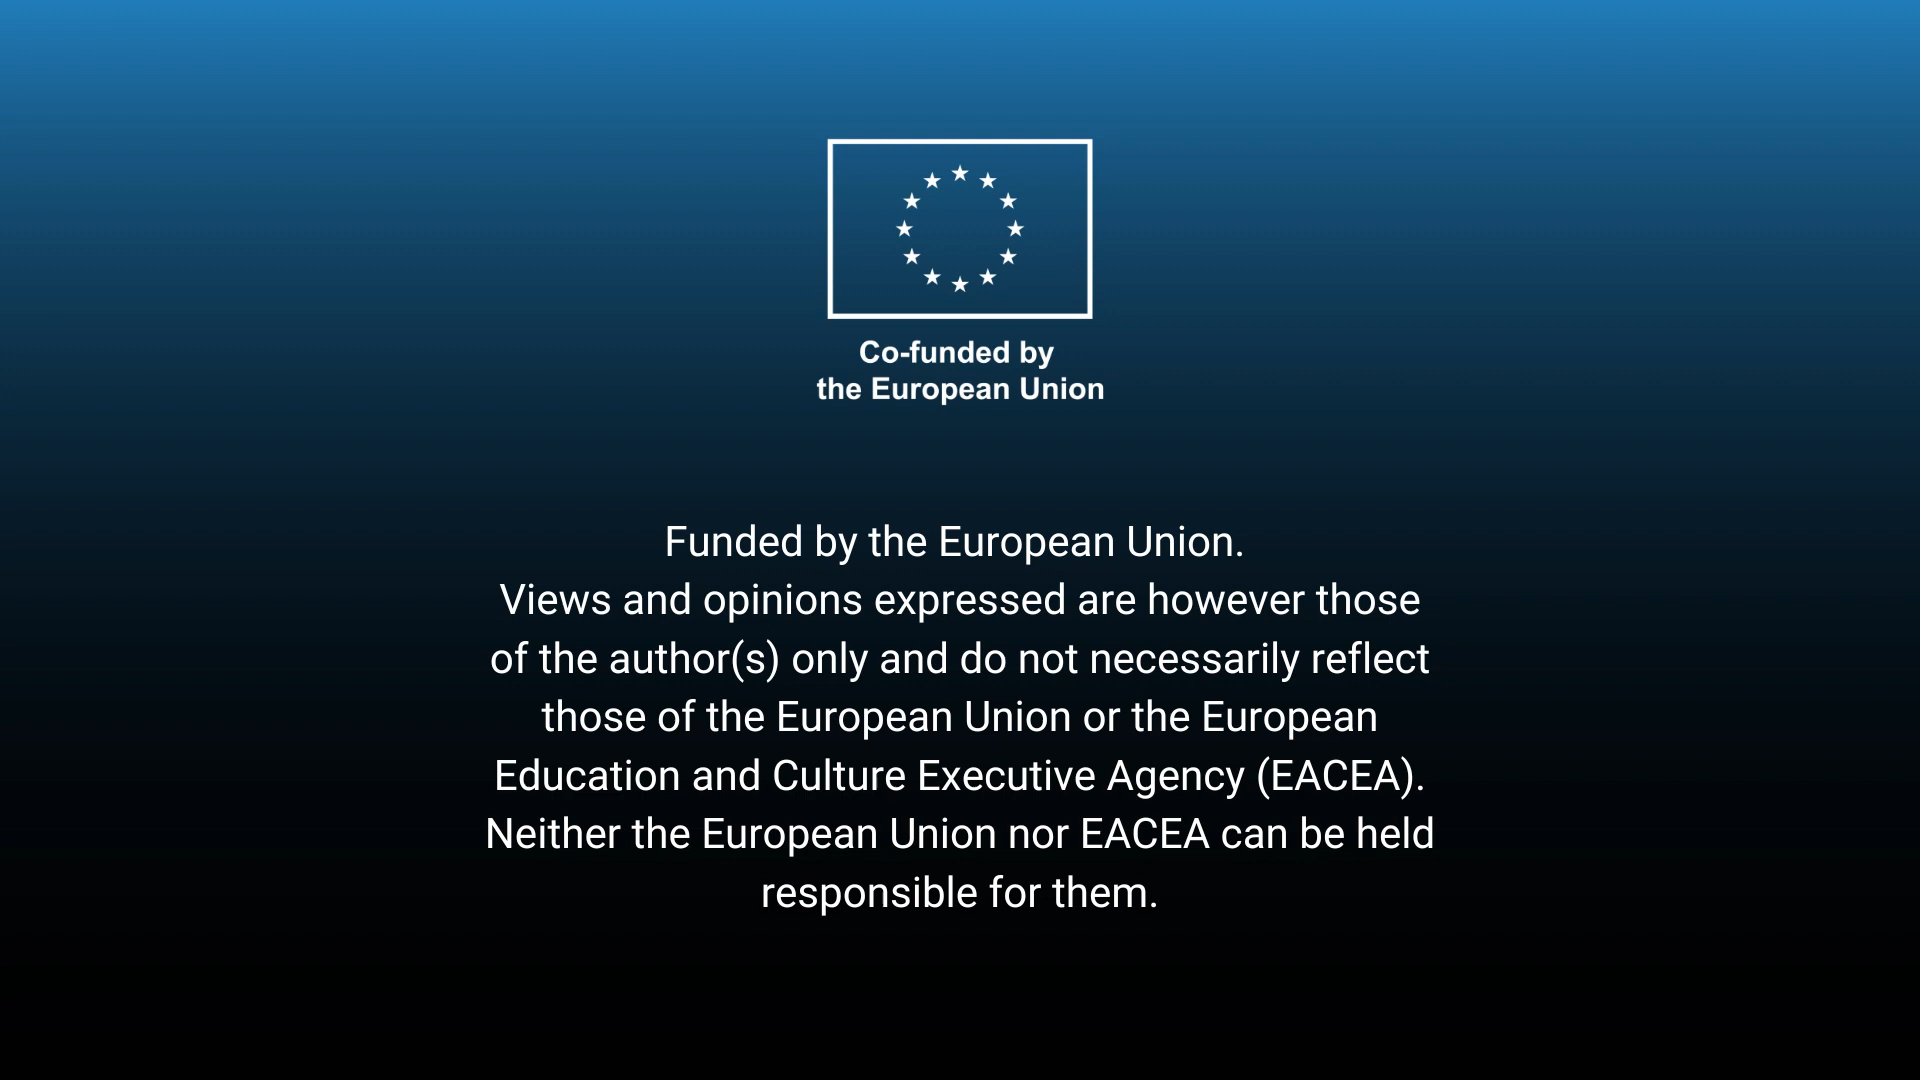 Co-funded by
the European Union
Funded by the European Union.
Views and opinions expressed are however those
of the author(s) only and do not necessarily reflect
those of the European Union or the European
Education and Culture Executive Agency (EACEA).
Neither the European Union nor EACEA can be held
responsible for them.